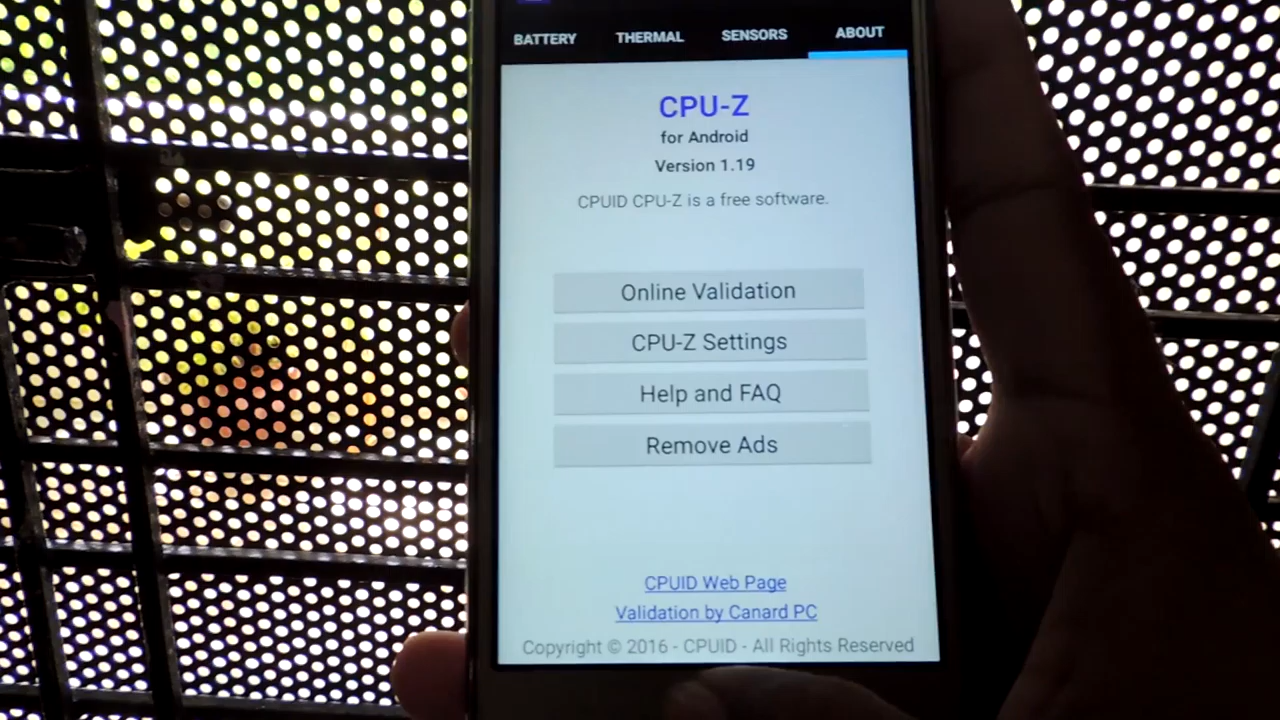 BATTERY THERMAL SENSORS ABOUT
CPU-Z
for Android
Version 1.19
CPUID CPU-Z is a free software.
Online Validation
CPU-Z Settings
Help and FAQ
Remove Ads
CPUID Web Page
Validation by Canard PC
Copyright © 2016 - CPUID - All Rights Reserved